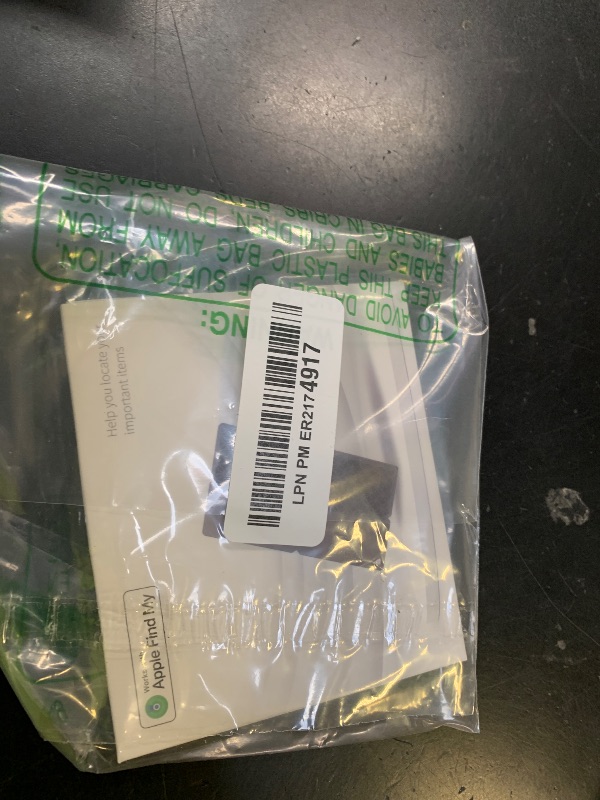 WARNING:
TO AVOID DANGER OF SUFFOCATION,
KEEP THIS PLASTIC BAG AWAY FROM
BABIES AND CHILDREN. DO NOT USE
THIS BAG IN CRIBS, BEDS, CARRIAGES
LPN PM ER2174917
Help you locate
important items
Works
Apple Find My